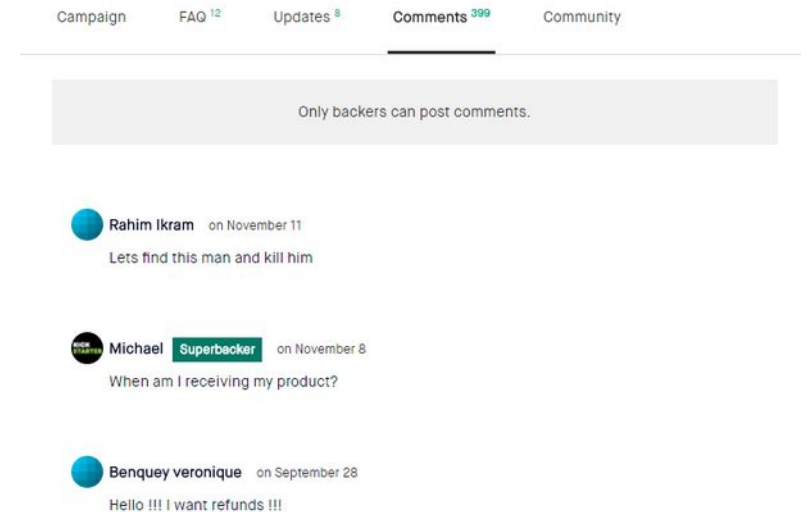 Campaign FAQ 12 Updates 8 Comments 399 Community
Only backers can post comments.
Rahim Ikram on November 11
Lets find this man and kill him
KICK
STARTER
Michael Superbacker on November 8
When am I receiving my product?
Benquey veronique on September 28
Hello !!! I want refunds !!!